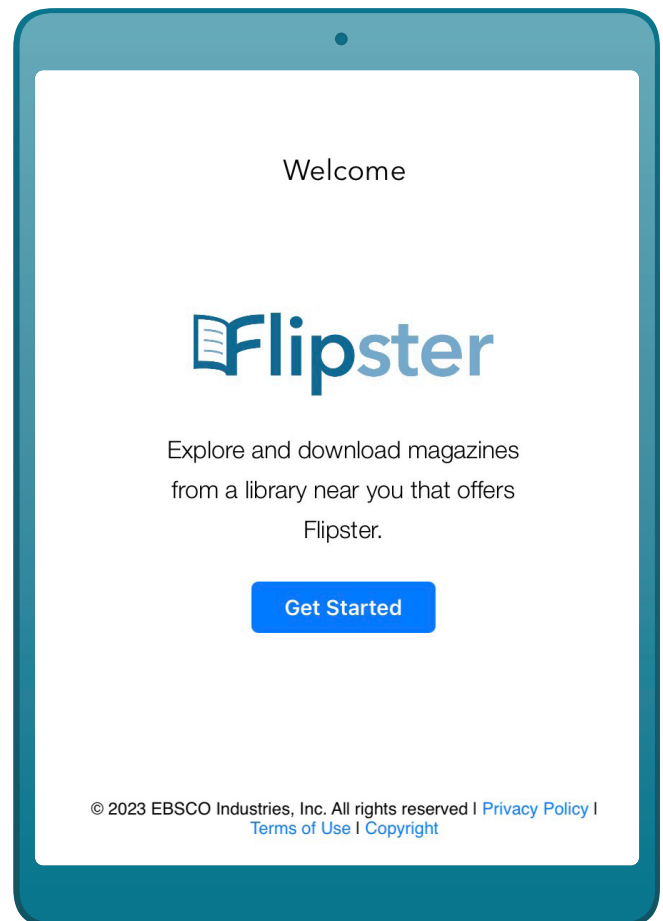 Welcome
Flipster
Explore and download magazines
from a library near you that offers
Flipster.
Get Started
© 2023 EBSCO Industries, Inc. All rights reserved | Privacy Policy |
Terms of Use | Copyright